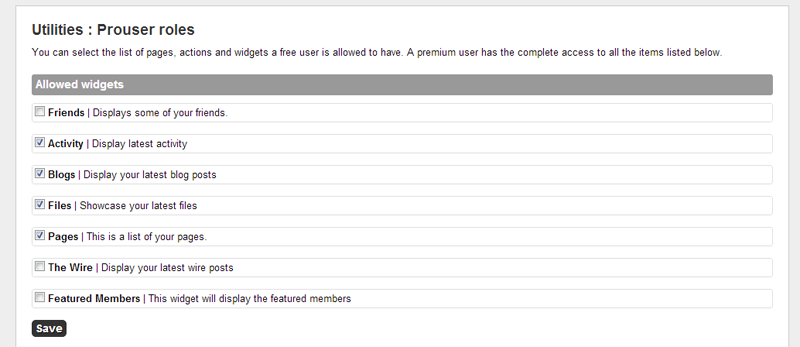 Utilities : Prouser roles
You can select the list of pages, actions and widgets a free user is allowed to have. A premium user has the complete access to all the items listed below.
Allowed widgets
Friends | Displays some of your friends.
Activity | Display latest activity
Blogs | Display your latest blog posts
Files | Showcase your latest files
Pages | This is a list of your pages.
The Wire | Display your latest wire posts
Featured Members | This widget will display the featured members
Save